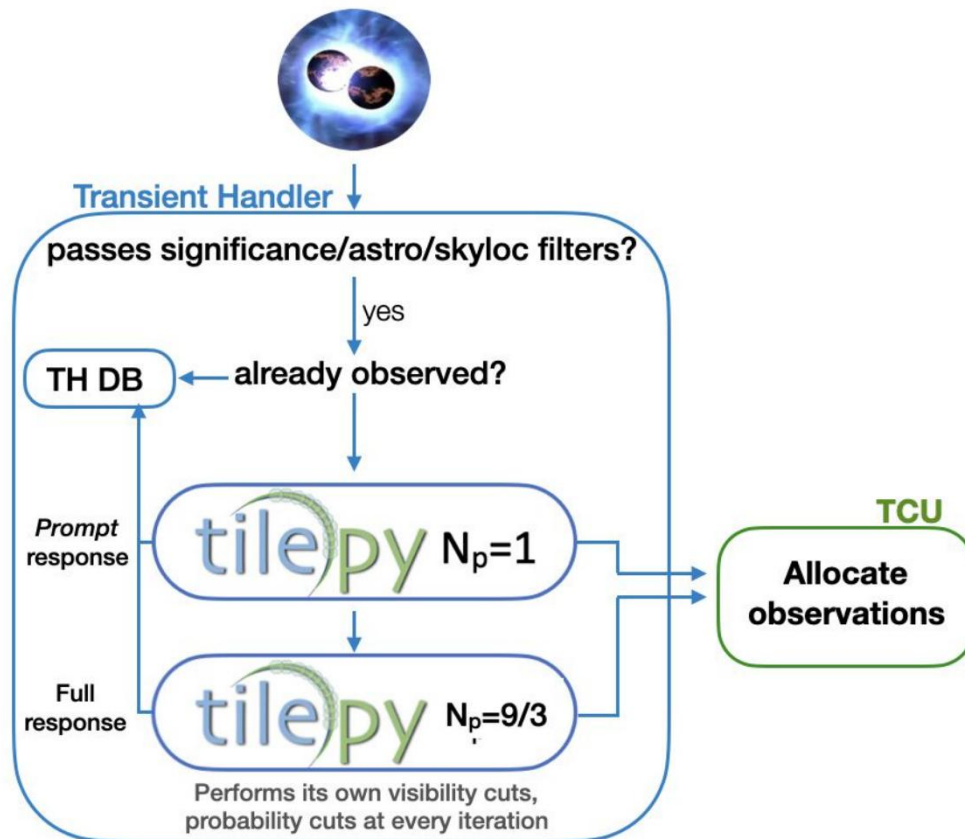 Transient Handler
passes significance/astro/skyloc filters?
yes
TH DB
already observed?
Prompt
response
tilepy Np=1
TCU
Allocate
observations
Full
response
tilepy Np=9/3
Performs its own visibility cuts,
probability cuts at every iteration